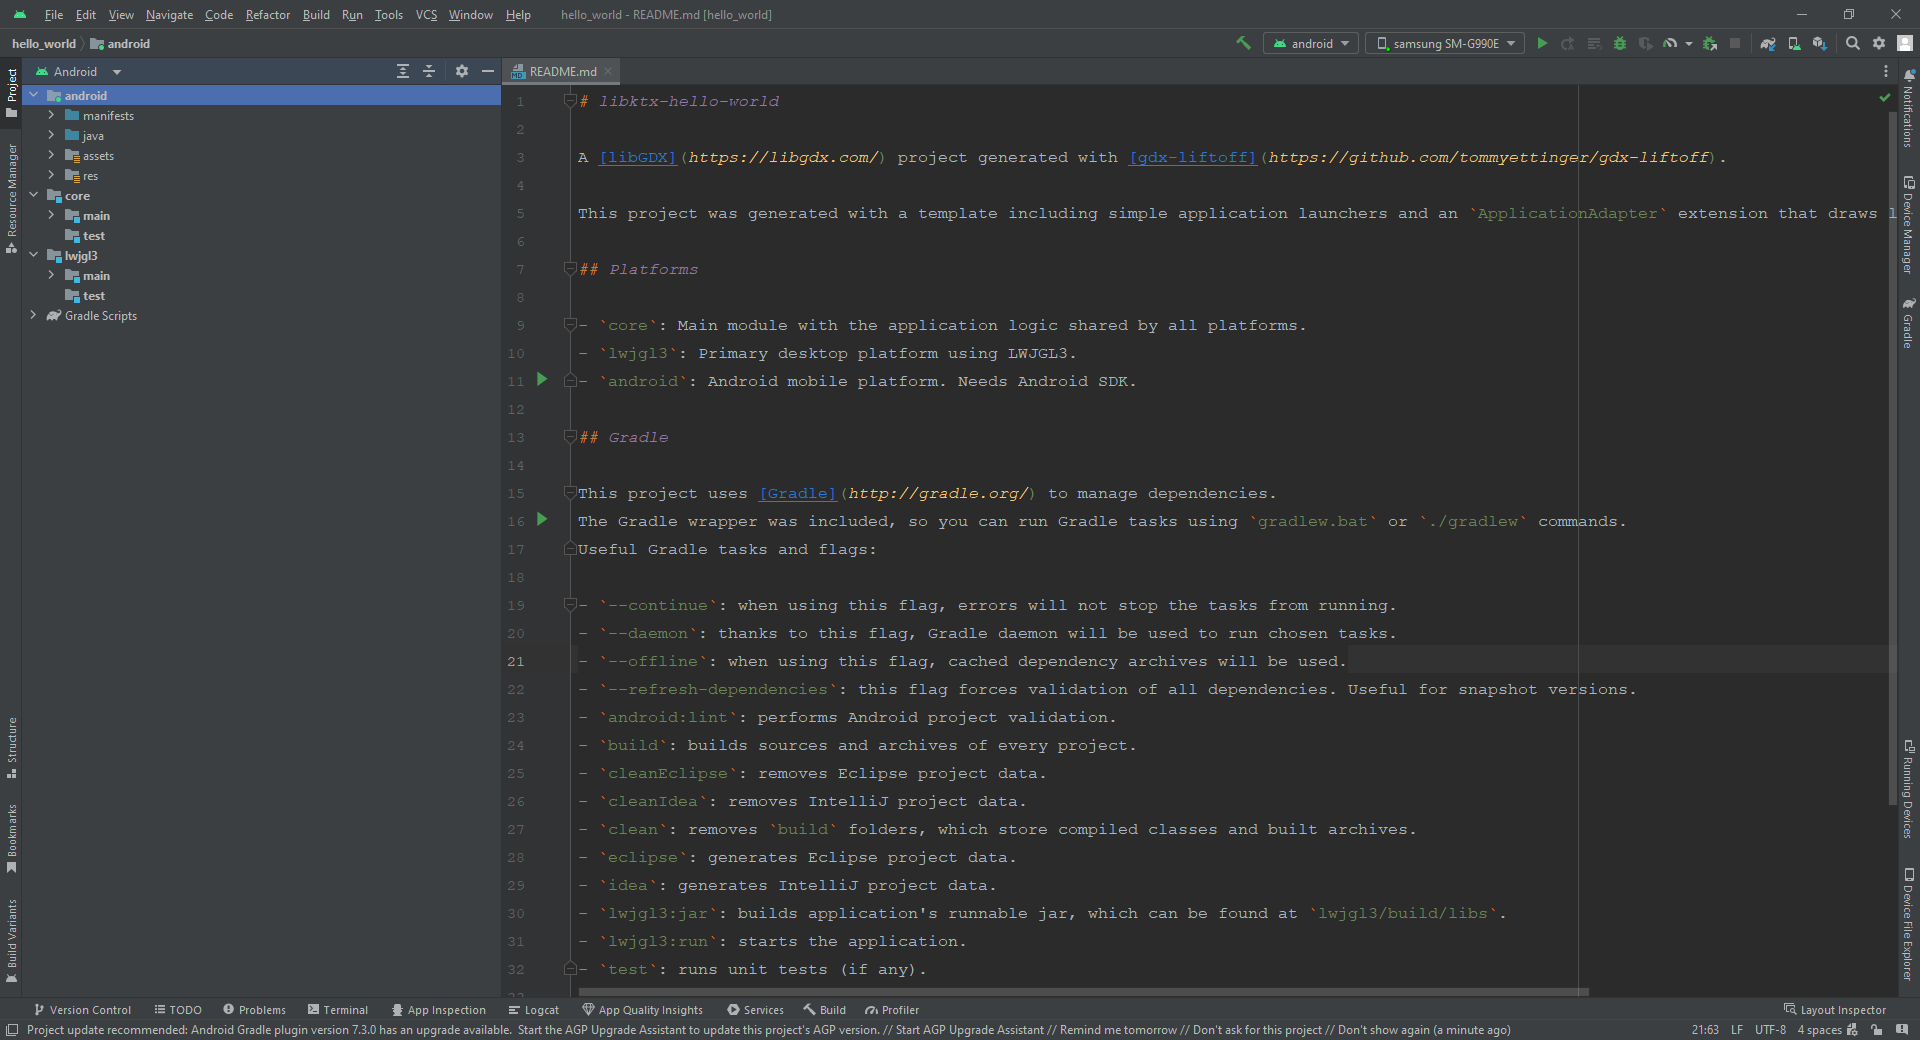 File Edit View Navigate Code Refactor Build Run Tools VCS Window Help hello_world - README.md [hello_world]
hello_world android
android samsung SM-G990E
Project
Resource Manager
Structure
Bookmarks
Build Variants
Android
android
manifests
java
assets
res
core
main
test
lwjgl3
main
test
Gradle Scripts
README.md
1 # libktx-hello-world
2
3 A [libGDX](https://libgdx.com/) project generated with [gdx-liftoff](https://github.com/tommyettinger/gdx-liftoff).
4
5 This project was generated with a template including simple application launchers and an `ApplicationAdapter` extension that draws l
6
7 ## Platforms
8
9 - `core`: Main module with the application logic shared by all platforms.
10 - `lwjgl3`: Primary desktop platform using LWJGL3.
11 - `android`: Android mobile platform. Needs Android SDK.
12
13 ## Gradle
14
15 This project uses [Gradle](http://gradle.org/) to manage dependencies.
16 The Gradle wrapper was included, so you can run Gradle tasks using `gradlew.bat` or `./gradlew` commands.
17 Useful Gradle tasks and flags:
18
19 - `--continue`: when using this flag, errors will not stop the tasks from running.
20 - `--daemon`: thanks to this flag, Gradle daemon will be used to run chosen tasks.
21 - `--offline`: when using this flag, cached dependency archives will be used.
22 - `--refresh-dependencies`: this flag forces validation of all dependencies. Useful for snapshot versions.
23 - `android:lint`: performs Android project validation.
24 - `build`: builds sources and archives of every project.
25 - `cleanEclipse`: removes Eclipse project data.
26 - `cleanIdea`: removes IntelliJ project data.
27 - `clean`: removes `build` folders, which store compiled classes and built archives.
28 - `eclipse`: generates Eclipse project data.
29 - `idea`: generates IntelliJ project data.
30 - `lwjgl3:jar`: builds application's runnable jar, which can be found at `lwjgl3/build/libs`.
31 - `lwjgl3:run`: starts the application.
32 - `test`: runs unit tests (if any).
Notifications
Device Manager
Gradle
Running Devices
Device File Explorer
Version Control TODO Problems Terminal App Inspection Logcat App Quality Insights Services Build Profiler Layout Inspector
Project update recommended: Android Gradle plugin version 7.3.0 has an upgrade available. Start the AGP Upgrade Assistant to update this project's AGP version. // Start AGP Upgrade Assistant // Remind me tomorrow // Don't ask for this project // Don't show again (a minute ago) 21:63 LF UTF-8 4 spaces